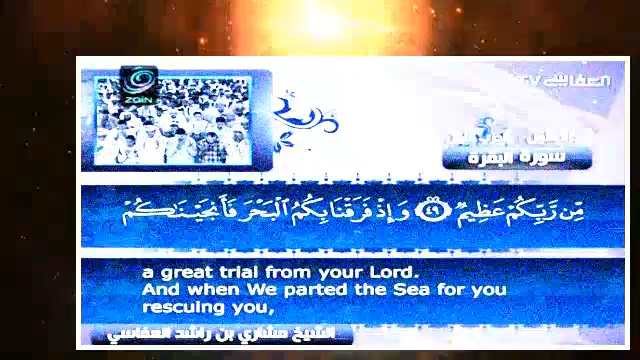 ZAIN
العفاسي TV
سورة البقرة
مِّن رَّبِّكُمْ عَظِيمٌ ﴿٤٩﴾ وَإِذْ فَرَقْنَا بِكُمُ الْبَحْرَ فَأَنجَيْنَاكُمْ
a great trial from your Lord.
And when We parted the Sea for you
rescuing you,
الشيخ مشاري بن راشد العفاسي